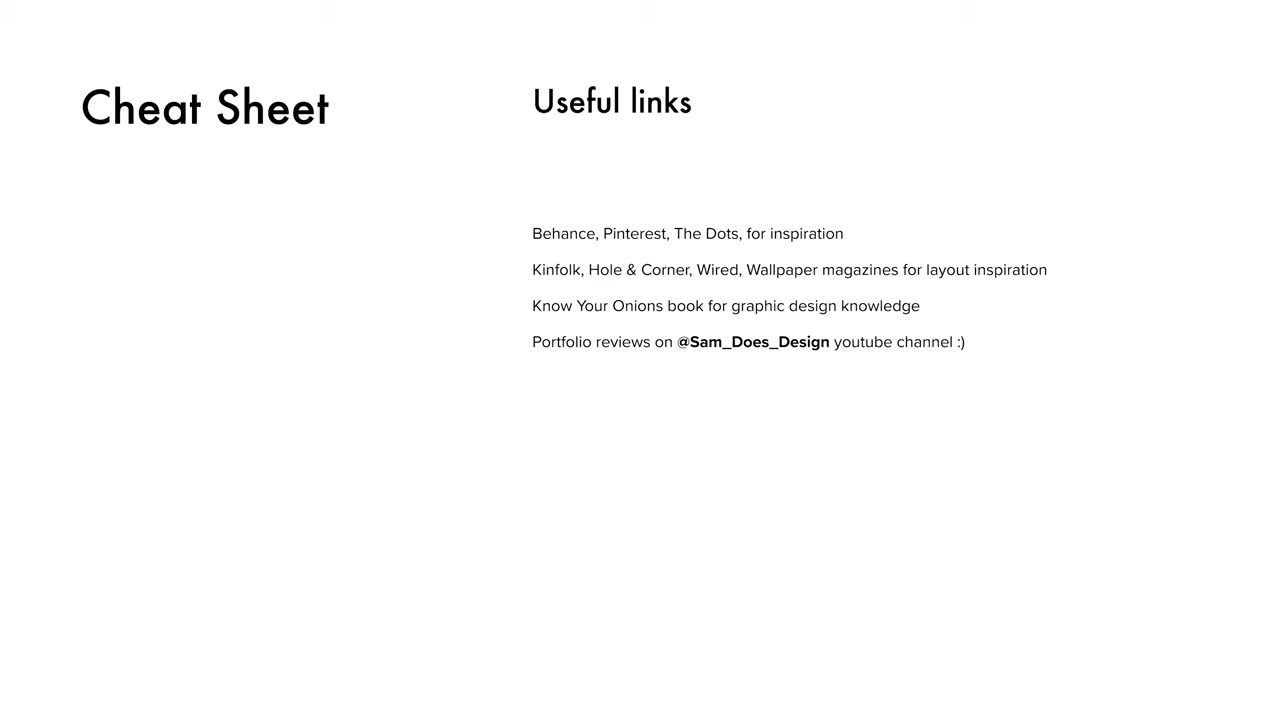 Cheat Sheet
Useful links
Behance, Pinterest, The Dots, for inspiration
Kinfolk, Hole & Corner, Wired, Wallpaper magazines for layout inspiration
Know Your Onions book for graphic design knowledge
Portfolio reviews on @Sam_Does_Design youtube channel :)